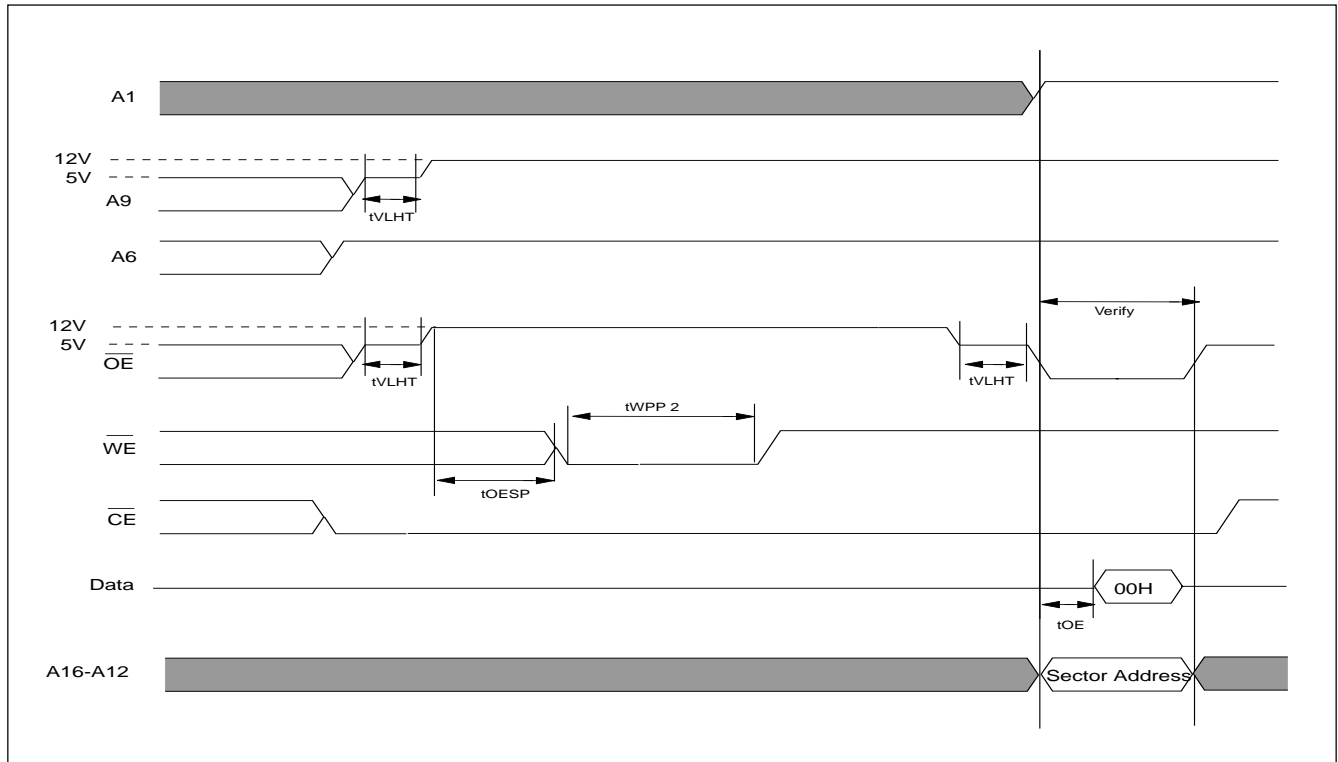 A1
12V
5V
A9
tVLHT
A6
12V
5V
OE
tVLHT
tVLHT
Verify
tWPP 2
WE
tOESP
CE
Data
00H
tOE
A16-A12
Sector Address